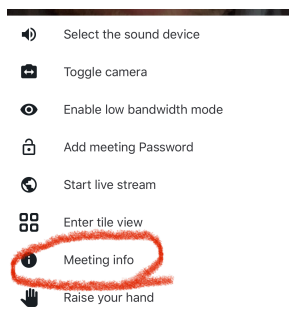 Select the sound device
Toggle camera
Enable low bandwidth mode
Add meeting Password
Start live stream
Enter tile view
Meeting info
Raise your hand